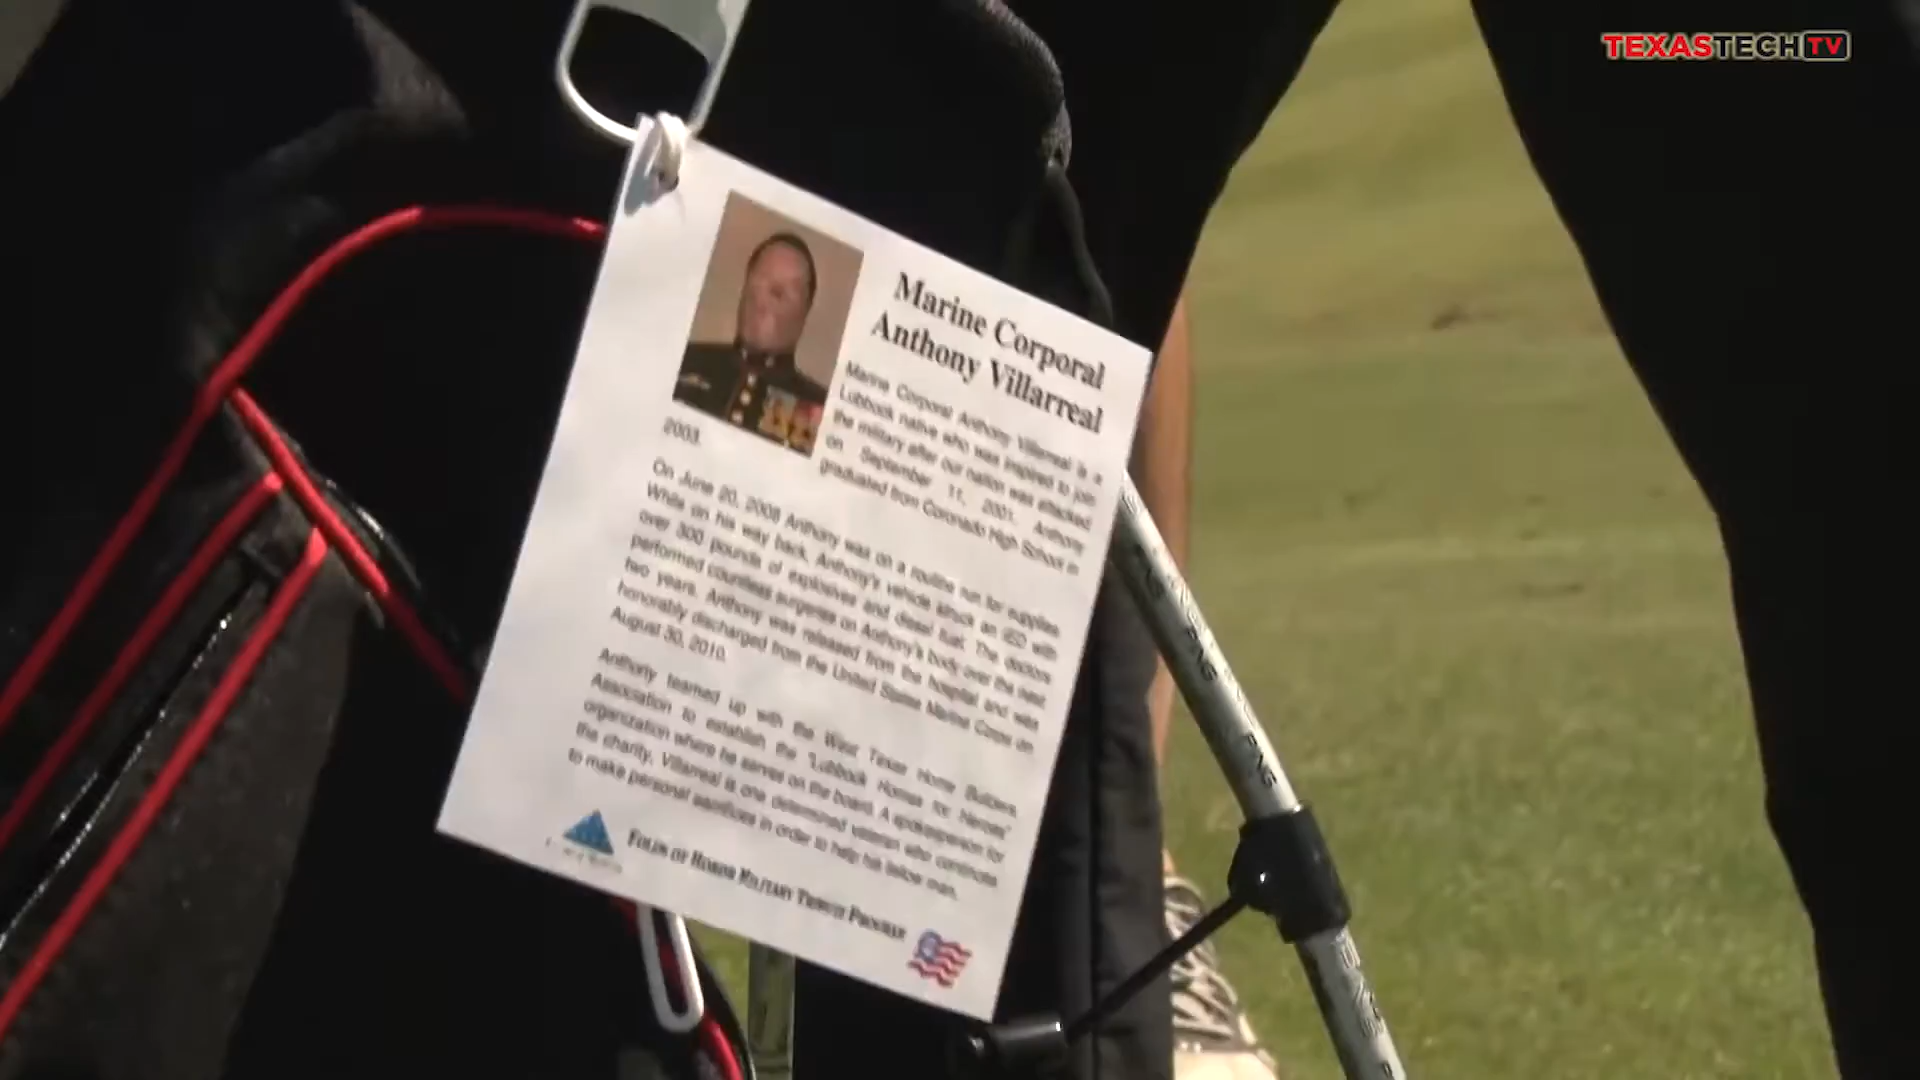 TEXASTECHTV
Marine Corporal
Anthony Villarreal
Marine Corporal Anthony Villarreal is a
Lubbock native who was inspired to join
the military after our nation was attacked
on September 11, 2001. Anthony
graduated from Coronado High School in
2003.
On June 20, 2008 Anthony was on a routine run for supplies.
While on his way back, Anthony's vehicle struck an IED with
over 300 pounds of explosives and diesel fuel. The doctors
performed countless surgeries on Anthony's body over the next
two years. Anthony was released from the hospital and was
honorably discharged from the United States Marine Corps on
August 30, 2010.
Anthony teamed up with the West Texas Home Builders
Association to establish the "Lubbock Homes for Heroes"
organization where he serves on the board. A spokesperson for
the charity, Villarreal is one determined veteran who continues
to make personal sacrifices in order to help his fellow man.
FOLDS OF HONOR MILITARY TRIBUTE PROGRAM
PING
PING
PING